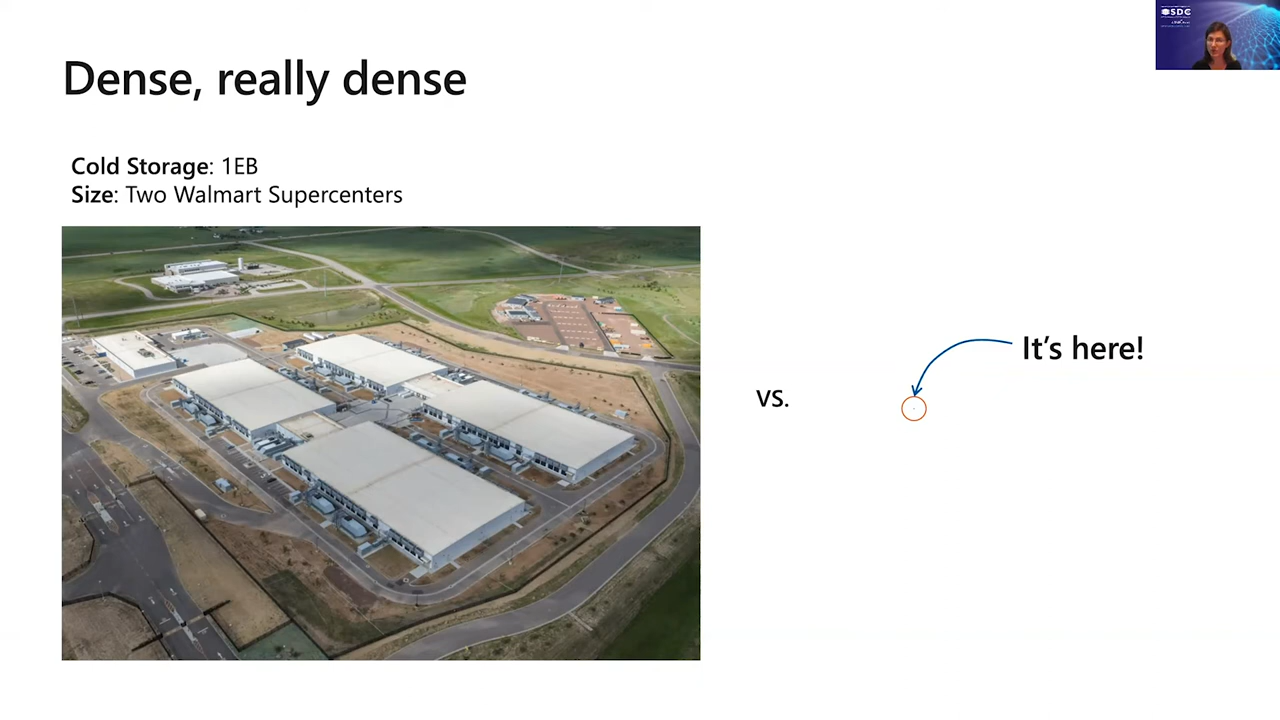 SDC
Dense, really dense
Cold Storage: 1EB
Size: Two Walmart Supercenters
It's here!
vs.